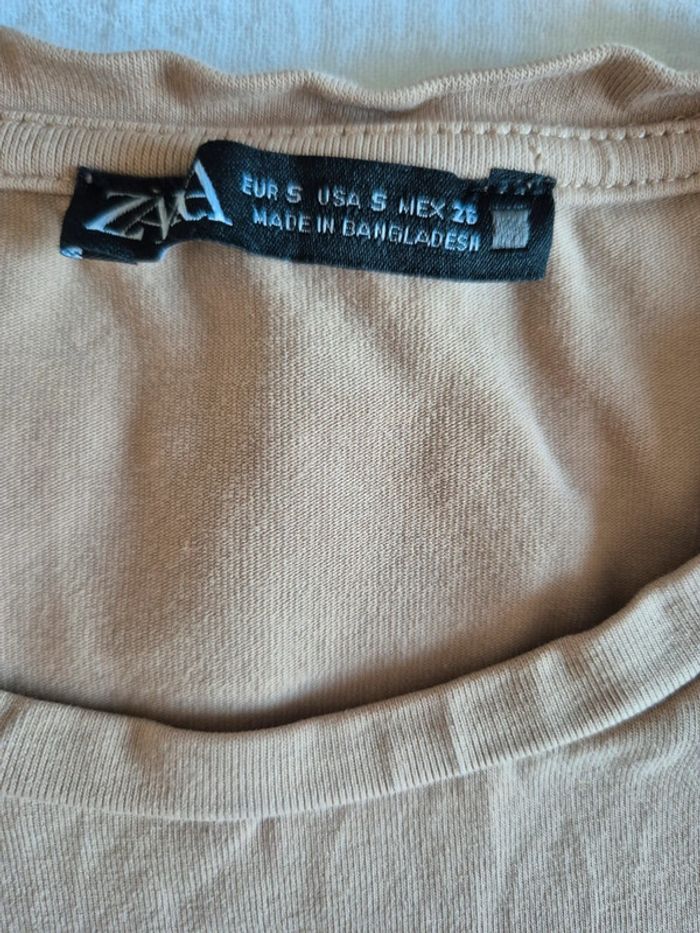 ZARA
EUR S USA S MEX 26
MADE IN BANGLADESH